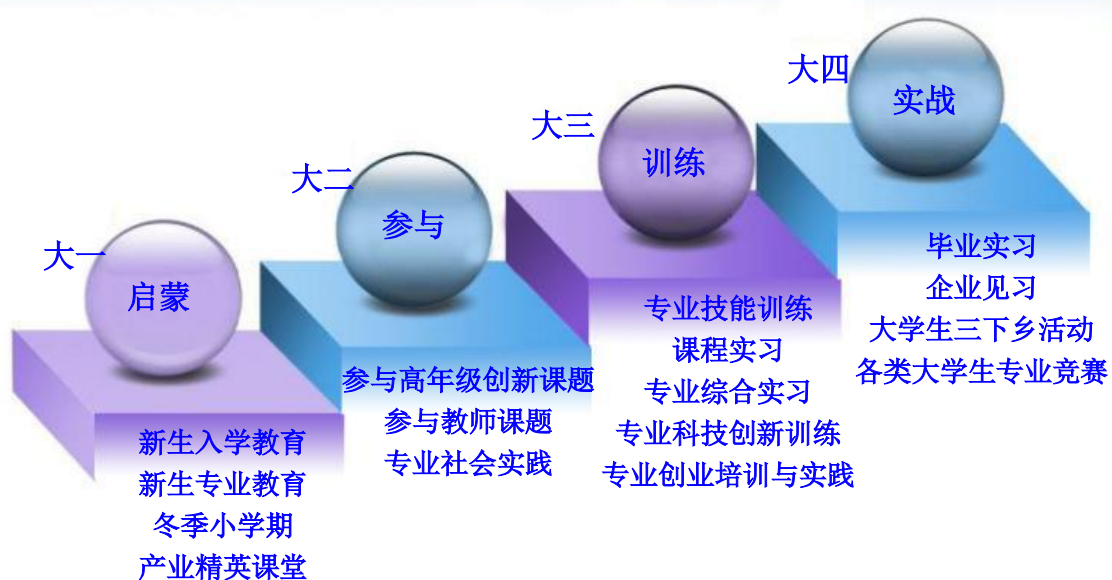 大一
启蒙
新生入学教育
新生专业教育
冬季小学期
产业精英课堂
大二
参与
参与高年级创新课题
参与教师课题
专业社会实践
大三
训练
专业技能训练
课程实习
专业综合实习
专业科技创新训练
专业创业培训与实践
大四
实战
毕业实习
企业见习
大学生三下乡活动
各类大学生专业竞赛